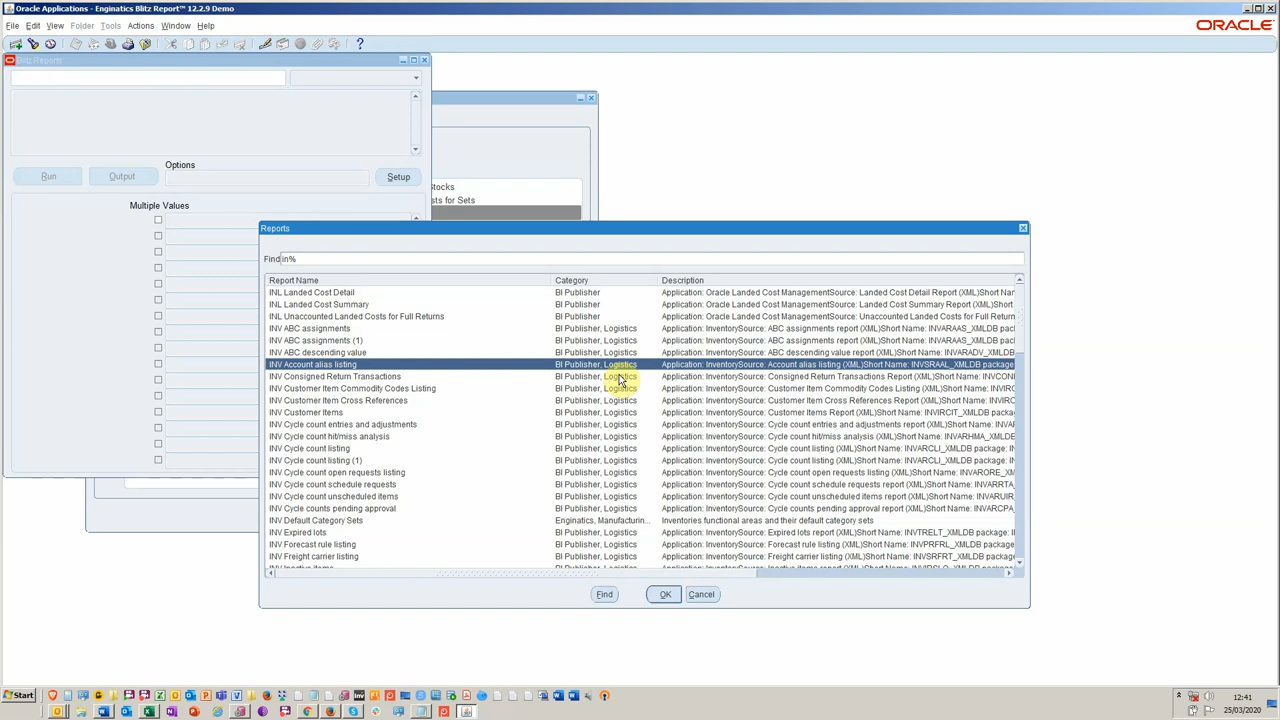 Oracle Applications - Enginatics Blitz Report™ 12.2.9 Demo
File Edit View Folder Tools Actions Window Help
ORACLE
Blitz Reports
Options
Run Output Setup
Multiple Values
Stocks
sts for Sets
Reports
Find in%
Report Name Category Description
INL Landed Cost Detail BI Publisher Application: Oracle Landed Cost ManagementSource: Landed Cost Detail Report (XML)Short Nar
INL Landed Cost Summary BI Publisher Application: Oracle Landed Cost ManagementSource: Landed Cost Summary Report (XML)Short
INL Unaccounted Landed Costs for Full Returns BI Publisher Application: Oracle Landed Cost ManagementSource: Unaccounted Landed Costs for Full Returns
INV ABC assignments BI Publisher, Logistics Application: InventorySource: ABC assignments report (XML)Short Name: INVARAAS_XMLDB pack
INV ABC assignments (1) BI Publisher, Logistics Application: InventorySource: ABC assignments report (XML)Short Name: INVARAAS_XMLDB pack
INV ABC descending value BI Publisher, Logistics Application: InventorySource: ABC descending value report (XML)Short Name: INVARADV_XMLDB
INV Account alias listing BI Publisher, Logistics Application: InventorySource: Account alias listing (XML)Short Name: INVSRAAL_XMLDB package
INV Consigned Return Transactions BI Publisher, Logistics Application: InventorySource: Consigned Return Transactions Report (XML)Short Name: INVCONI
INV Customer Item Commodity Codes Listing BI Publisher, Logistics Application: InventorySource: Customer Item Commodity Codes Listing (XML)Short Name: INVIRC
INV Customer Item Cross References BI Publisher, Logistics Application: InventorySource: Customer Item Cross References Report (XML)Short Name: INVIRO
INV Customer Items BI Publisher, Logistics Application: InventorySource: Customer Items Report (XML)Short Name: INVIRCIT_XMLDB packag
INV Cycle count entries and adjustments BI Publisher, Logistics Application: InventorySource: Cycle count entries and adjustments report (XML)Short Name: INVA
INV Cycle count hit/miss analysis BI Publisher, Logistics Application: InventorySource: Cycle count hit/miss analysis (XML)Short Name: INVARHMA_XMLDB
INV Cycle count listing BI Publisher, Logistics Application: InventorySource: Cycle count listing (XML)Short Name: INVARCLI_XMLDB package: IN
INV Cycle count listing (1) BI Publisher, Logistics Application: InventorySource: Cycle count listing (XML)Short Name: INVARCLI_XMLDB package: IN
INV Cycle count open requests listing BI Publisher, Logistics Application: InventorySource: Cycle count open requests listing (XML)Short Name: INVARORE_X
INV Cycle count schedule requests BI Publisher, Logistics Application: InventorySource: Cycle count schedule requests report (XML)Short Name: INVARRTA
INV Cycle count unscheduled items BI Publisher, Logistics Application: InventorySource: Cycle count unscheduled items report (XML)Short Name: INVARUIR_
INV Cycle counts pending approval BI Publisher, Logistics Application: InventorySource: Cycle counts pending approval report (XML)Short Name: INVARCPA_
INV Default Category Sets Enginatics, Manufacturin... Inventories functional areas and their default category sets
INV Expired lots BI Publisher, Logistics Application: InventorySource: Expired lots report (XML)Short Name: INVTRELT_XMLDB package: I
INV Forecast rule listing BI Publisher, Logistics Application: InventorySource: Forecast rule listing (XML)Short Name: INVPRFRL_XMLDB package
INV Freight carrier listing BI Publisher, Logistics Application: InventorySource: Freight carrier listing (XML)Short Name: INVSRFRT_XMLDB packag
Find OK Cancel
Start
12:41
25/03/2020